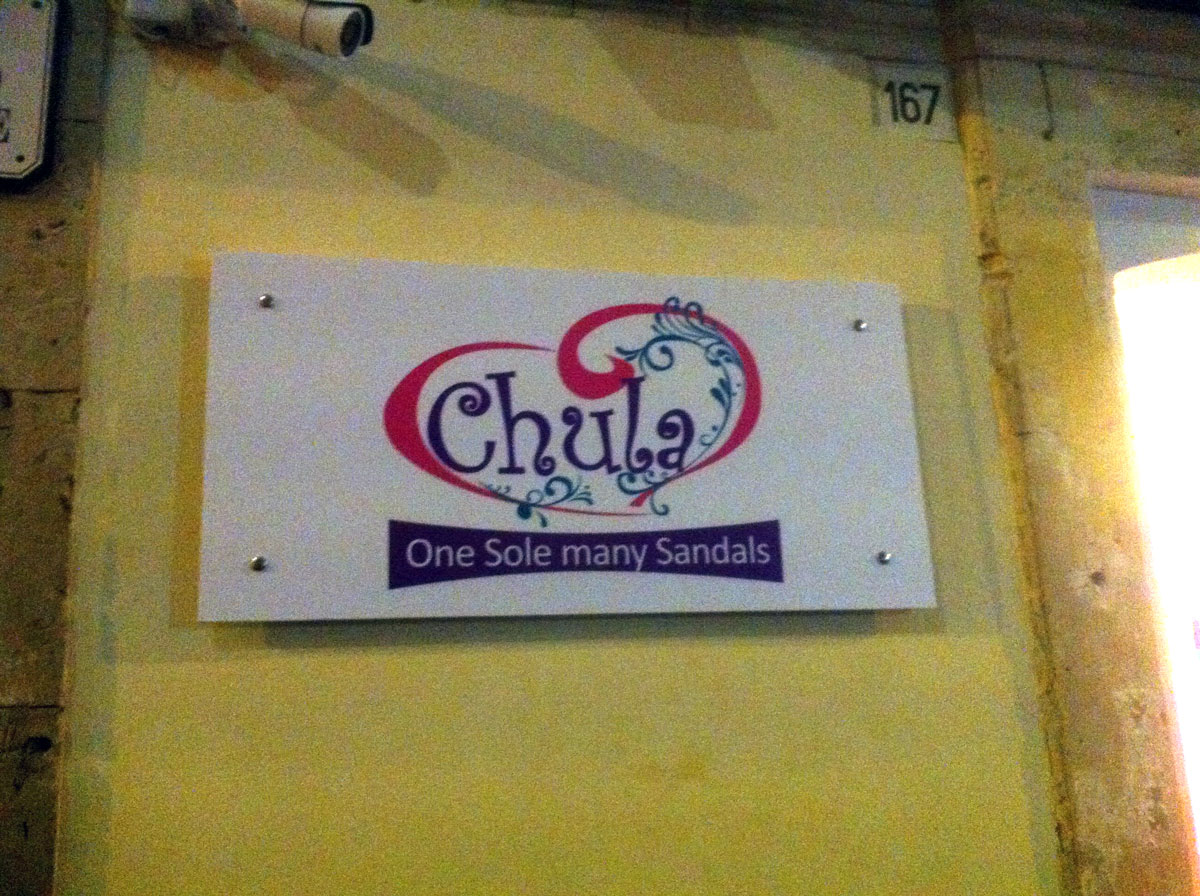 E
167
Chula
One Sole many Sandals